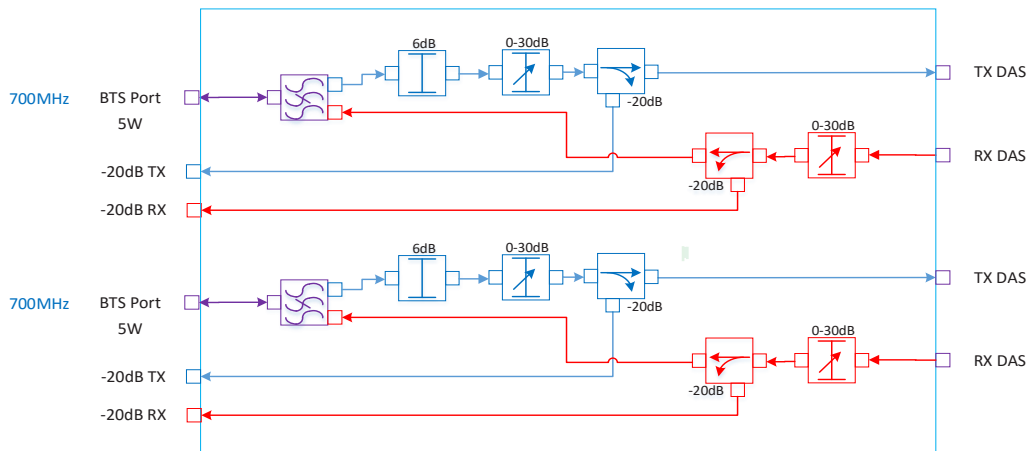 6dB
0-30dB
TX DAS
700MHz
BTS Port
-20dB
5W
0-30dB
RX DAS
-20dB TX
-20dB
-20dB RX
6dB
0-30dB
TX DAS
700MHz
BTS Port
-20dB
5W
0-30dB
RX DAS
-20dB TX
-20dB
-20dB RX